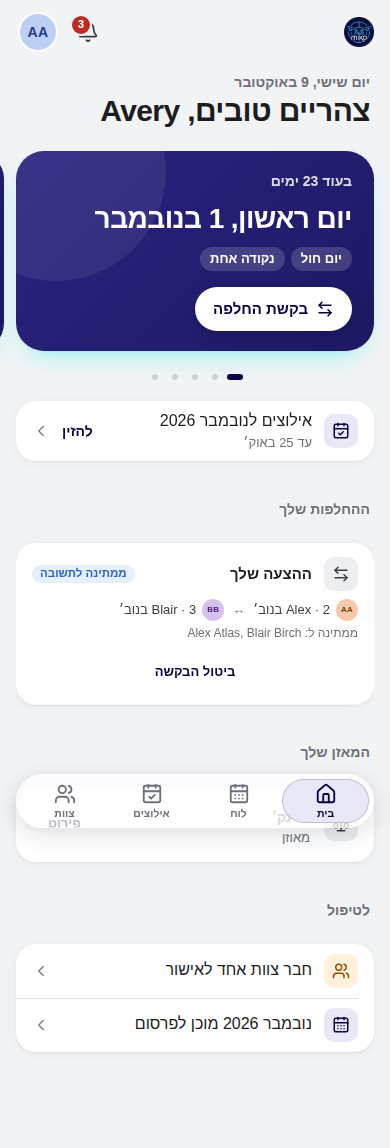 miko
3
AA
יום שישי, 9 באוקטובר
צהריים טובים, Avery
בעוד 23 ימים
יום ראשון, 1 בנובמבר
יום חול
נקודה אחת
בקשת החלפה
אילוצים לנובמבר 2026
עד 25 באוק׳
להזין
ההחלפות שלך
ההצעה שלך
ממתינה לתשובה
AA
Alex · 2 בנוב׳
↔
BB
Blair · 3 בנוב׳
ממתינה ל: Alex Atlas, Blair Birch
ביטול הבקשה
המאזן שלך
נק׳
פירוט
מאוזן
בית
לוח
אילוצים
צוות
לטיפול
חבר צוות אחד לאישור
נובמבר 2026 מוכן לפרסום